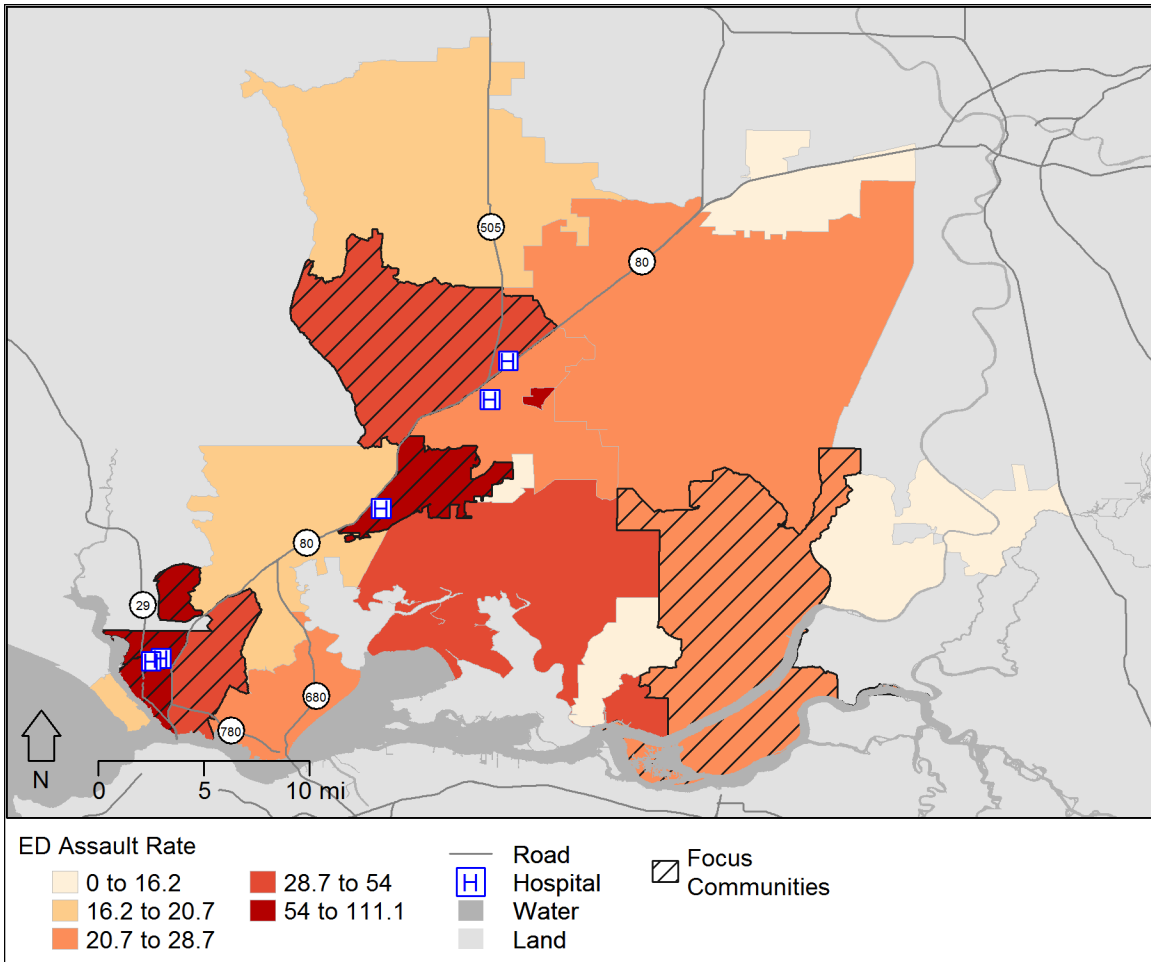 505
80
H
H
H
80
29
H H
680
780
N
0 5 10 mi
ED Assault Rate
0 to 16.2
16.2 to 20.7
20.7 to 28.7
28.7 to 54
54 to 111.1
Road
H Hospital
Water
Land
Focus
Communities